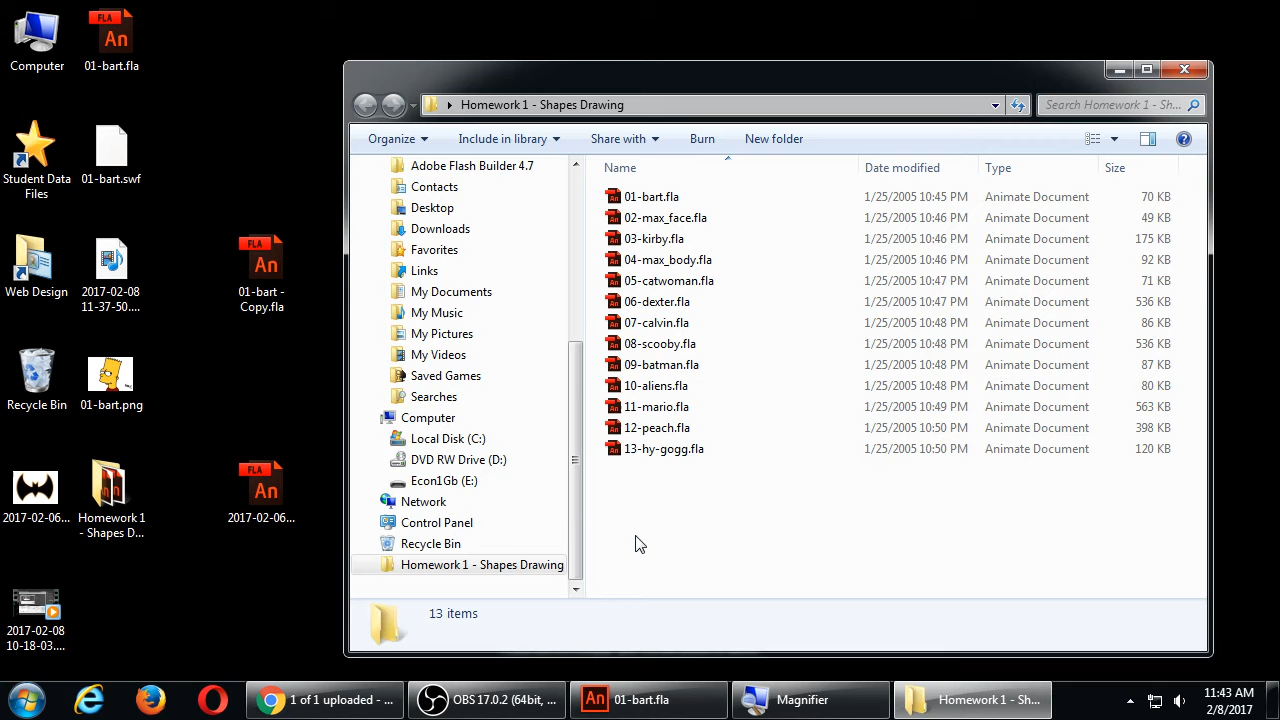 Computer
01-bart.fla
Student Data
Files
01-bart.swf
Web Design
2017-02-08
11-37-50....
01-bart -
Copy.fla
Recycle Bin
01-bart.png
2017-02-06...
Homework 1
- Shapes D...
2017-02-06...
2017-02-08
10-18-03....
Homework 1 - Shapes Drawing
Search Homework 1 - Sh...
Organize
Include in library
Share with
Burn
New folder
Adobe Flash Builder 4.7
Contacts
Desktop
Downloads
Favorites
Links
My Documents
My Music
My Pictures
My Videos
Saved Games
Searches
Computer
Local Disk (C:)
DVD RW Drive (D:)
Econ1Gb (E:)
Network
Control Panel
Recycle Bin
Homework 1 - Shapes Drawing
Name Date modified Type Size
01-bart.fla 1/25/2005 10:45 PM Animate Document 70 KB
02-max_face.fla 1/25/2005 10:46 PM Animate Document 49 KB
03-kirby.fla 1/25/2005 10:46 PM Animate Document 175 KB
04-max_body.fla 1/25/2005 10:46 PM Animate Document 92 KB
05-catwoman.fla 1/25/2005 10:47 PM Animate Document 71 KB
06-dexter.fla 1/25/2005 10:47 PM Animate Document 536 KB
07-calvin.fla 1/25/2005 10:48 PM Animate Document 86 KB
08-scooby.fla 1/25/2005 10:48 PM Animate Document 536 KB
09-batman.fla 1/25/2005 10:48 PM Animate Document 87 KB
10-aliens.fla 1/25/2005 10:48 PM Animate Document 80 KB
11-mario.fla 1/25/2005 10:49 PM Animate Document 563 KB
12-peach.fla 1/25/2005 10:50 PM Animate Document 398 KB
13-hy-gogg.fla 1/25/2005 10:50 PM Animate Document 120 KB
13 items
1 of 1 uploaded - ...
OBS 17.0.2 (64bit, ...
An 01-bart.fla
Magnifier
Homework 1 - Sh...
11:43 AM
2/8/2017
FLA
An
FLA
An
FLA
An